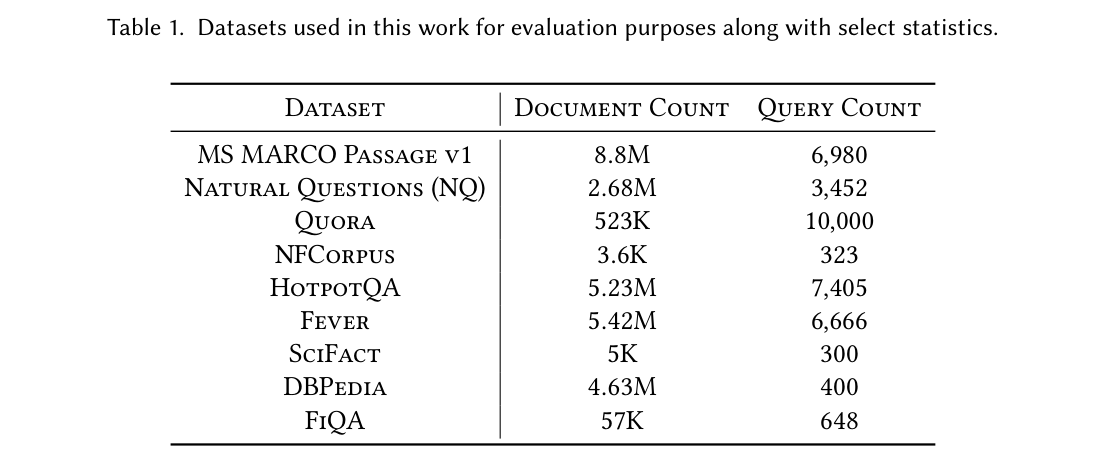 Table 1. Datasets used in this work for evaluation purposes along with select statistics.
Dataset Document Count Query Count
MS MARCO Passage v1 8.8M 6,980
Natural Questions (NQ) 2.68M 3,452
Quora 523K 10,000
NFCorpus 3.6K 323
HotpotQA 5.23M 7,405
Fever 5.42M 6,666
SciFact 5K 300
DBPedia 4.63M 400
FiQA 57K 648